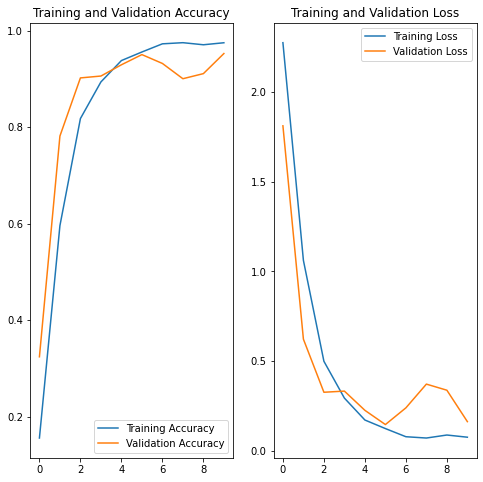 Training and Validation Accuracy
1.0
0.8
0.6
0.4
0.2
0 2 4 6 8
Training Accuracy
Validation Accuracy
Training and Validation Loss
2.0
1.5
1.0
0.5
0.0
0 2 4 6 8
Training Loss
Validation Loss